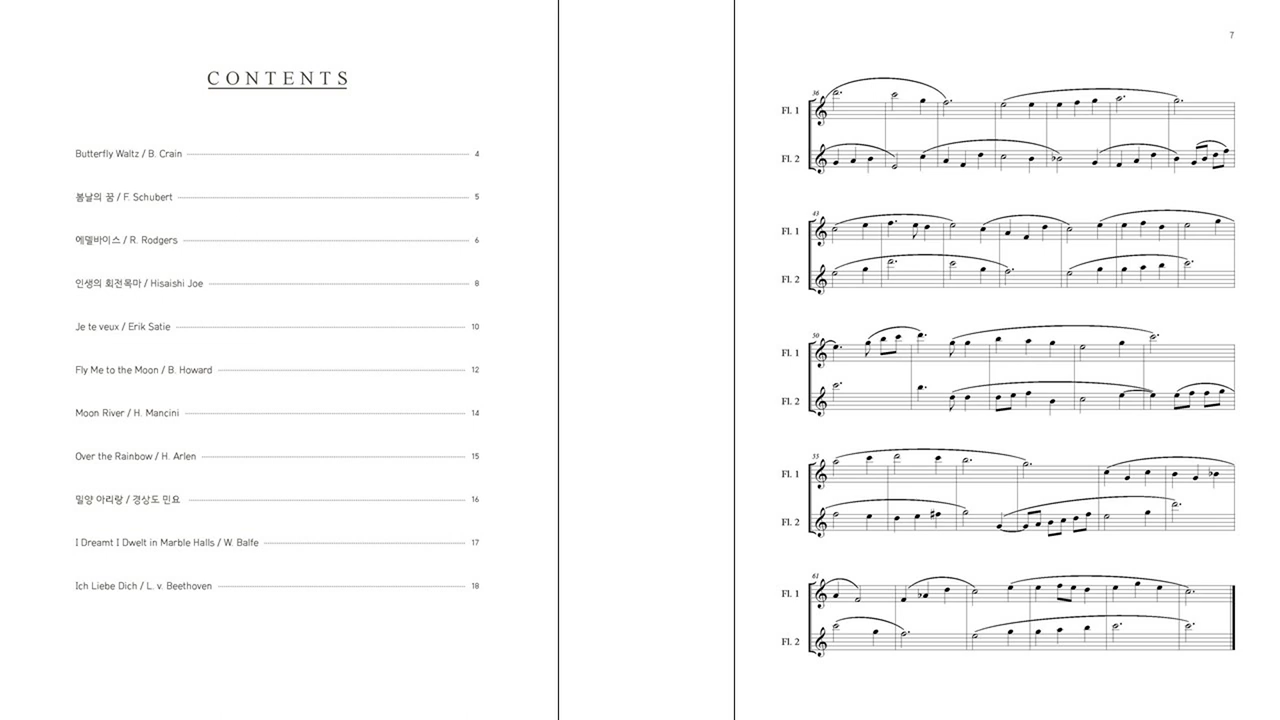 CONTENTS
Butterfly Waltz / B. Crain 4
봄날의 꿈 / F. Schubert 5
에델바이스 / R. Rodgers 6
인생의 회전목마 / Hisaishi Joe 8
Je te veux / Erik Satie 10
Fly Me to the Moon / B. Howard 12
Moon River / H. Mancini 14
Over the Rainbow / H. Arlen 15
밀양 아리랑 / 경상도 민요 16
I Dreamt I Dwelt in Marble Halls / W. Balfe 17
Ich Liebe Dich / L. v. Beethoven 18
7
36
Fl. 1
Fl. 2
43
Fl. 1
Fl. 2
50
Fl. 1
Fl. 2
55
Fl. 1
Fl. 2
61
Fl. 1
Fl. 2